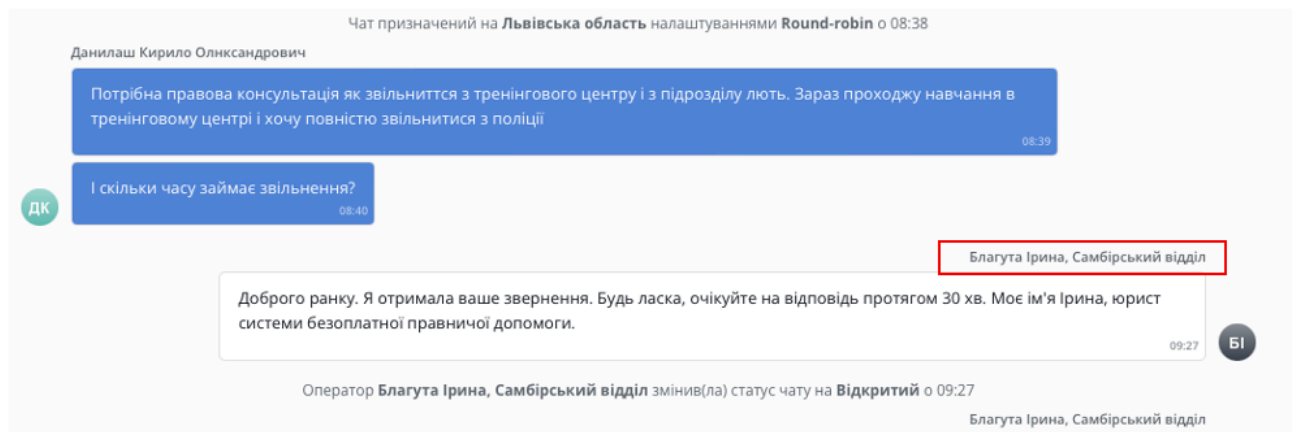 Чат призначений на Львівська область налаштуваннями Round-robin о 08:38
Данилаш Кирило Олнксандрович
Потрібна правова консультація як звільниттся з тренінгового центру і з підрозділу лють. Зараз проходжу навчання в
тренінговому центрі і хочу повністю звільнитися з поліції
08:39
І скільки часу займає звільнення?
08:40
ДК
Благута Ірина, Самбірський відділ
Доброго ранку. Я отримала ваше звернення. Будь ласка, очікуйте на відповідь протягом 30 хв. Моє ім'я Ірина, юрист
системи безоплатної правничої допомоги.
09:27
БІ
Оператор Благута Ірина, Самбірський відділ змінив(ла) статус чату на Відкритий о 09:27
Благута Ірина, Самбірський відділ